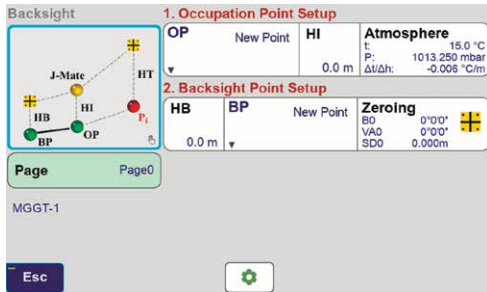 Backsight
1. Occupation Point Setup
J-Mate
HT
HB
HI
Pi
BP
OP
OP
New Point
HI
0.0 m
Atmosphere
t: 15.0 °C
P: 1013.250 mbar
Δt/Δh: -0.006 °C/m
2. Backsight Point Setup
HB
0.0 m
BP
New Point
Zeroing
B0 0°0'0"
VA0 0°0'0"
SD0 0.000m
Page
Page0
MGGT-1
Esc